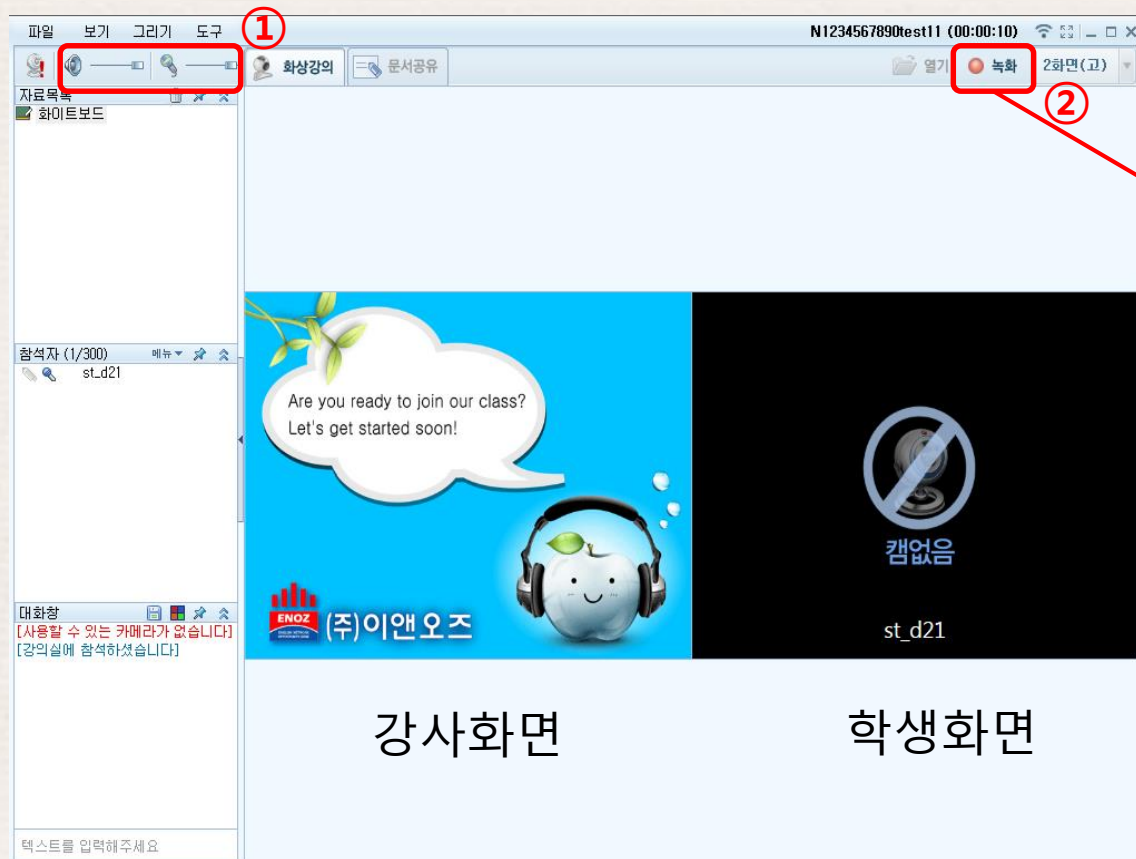 파일 보기 그리기 도구 ① N1234567890test11 (00:00:10)
화상강의 문서공유 열기 녹화 2화면(고)
②
자료목록
화이트보드
참석자 (1/300) 메뉴
st_d21
Are you ready to join our class?
Let's get started soon!
캠없음
ENOZ (주)이앤오즈
st_d21
대화창
[사용할 수 있는 카메라가 없습니다]
[강의실에 참석하셨습니다]
강사화면 학생화면
텍스트를 입력해주세요